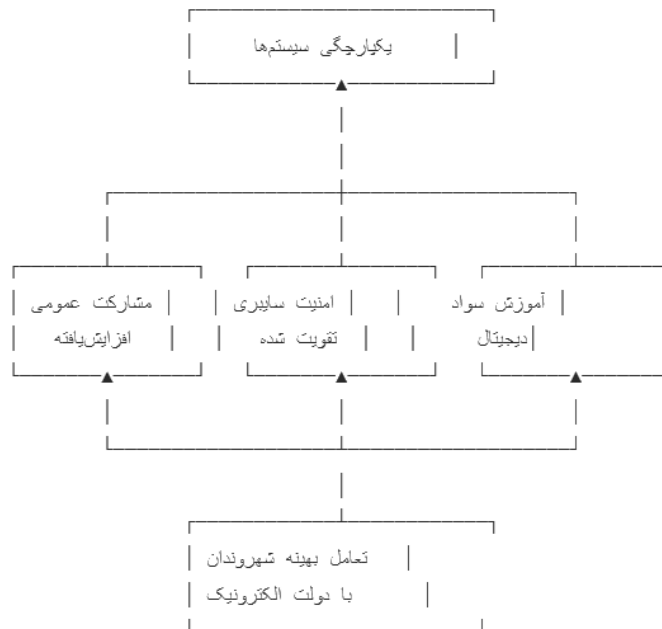 یکپارچگی سیستم‌ها
مشارکت عمومی
افزایش‌یافته
امنیت سایبری
تقویت شده
آموزش سواد
دیجیتال
تعامل بهینه شهروندان
با دولت الکترونیک